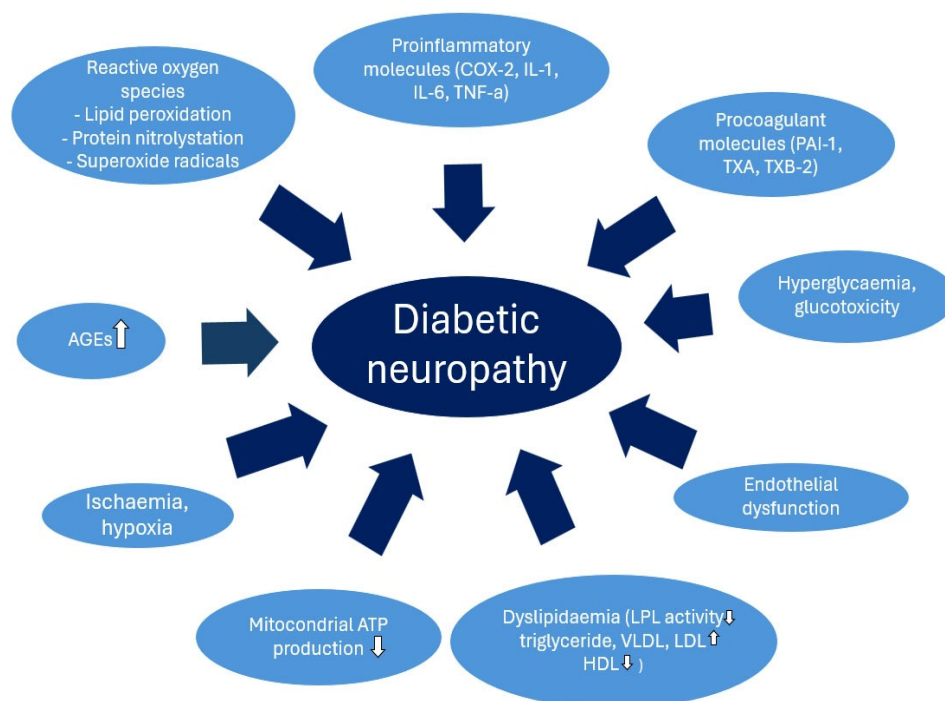 Proinflammatory
molecules (COX-2, IL-1,
IL-6, TNF-a)
Reactive oxygen
species
- Lipid peroxidation
- Protein nitrolystation
- Superoxide radicals
Procoagulant
molecules (PAI-1,
TXA, TXB-2)
Hyperglycaemia,
glucotoxicity
AGEs
Diabetic
neuropathy
Ischaemia,
hypoxia
Endothelial
dysfunction
Mitocondrial ATP
production
Dyslipidaemia (LPL activity
triglyceride, VLDL, LDL
HDL )